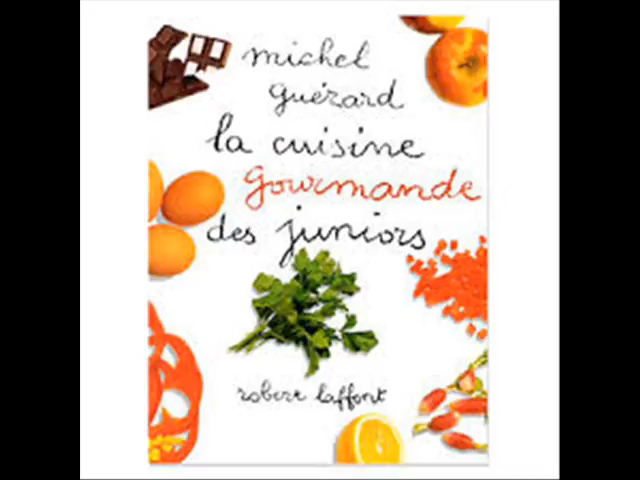 michel
guérard
la cuisine
gourmande
des juniors
robert laffont